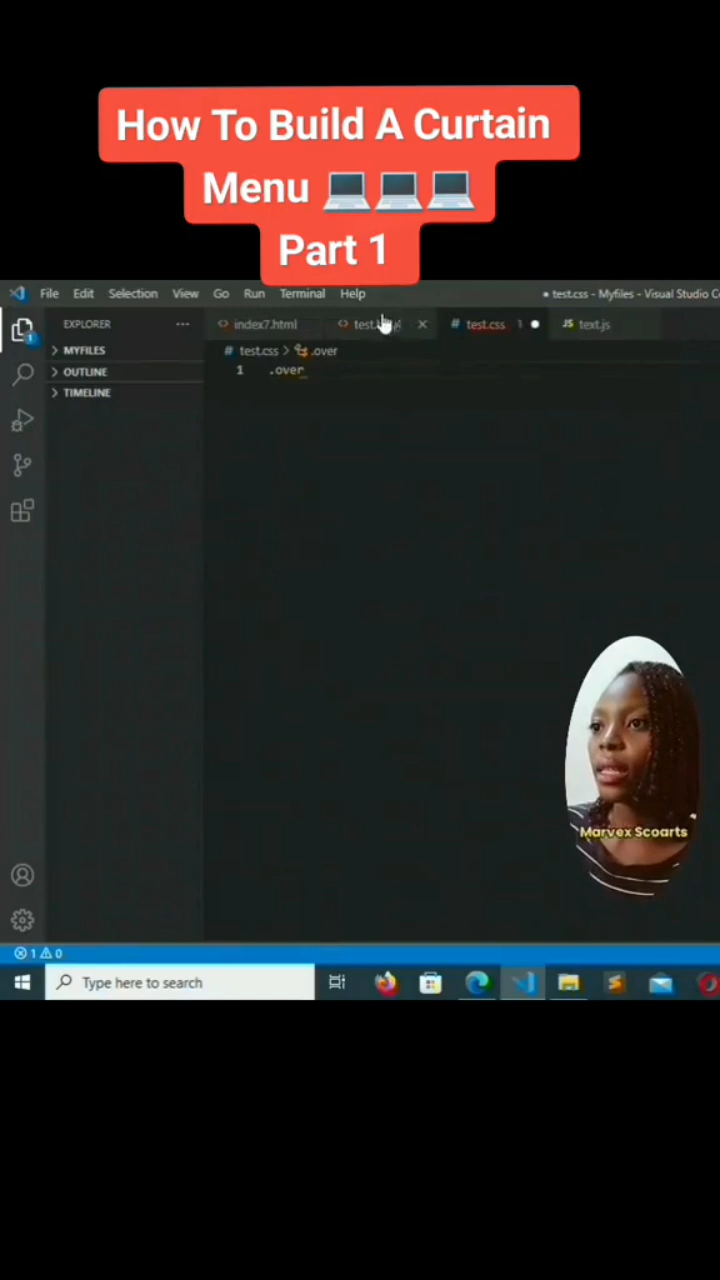 How To Build A Curtain
Menu 💻💻💻
Part 1
File Edit Selection View Go Run Terminal Help ● test.css - Myfiles - Visual Studio C
EXPLORER ... index7.html # test.css 1 ● JS text.js
MYFILES # test.css > .over
OUTLINE 1 .over
TIMELINE
Marvex Scoarts
1 0
Type here to search